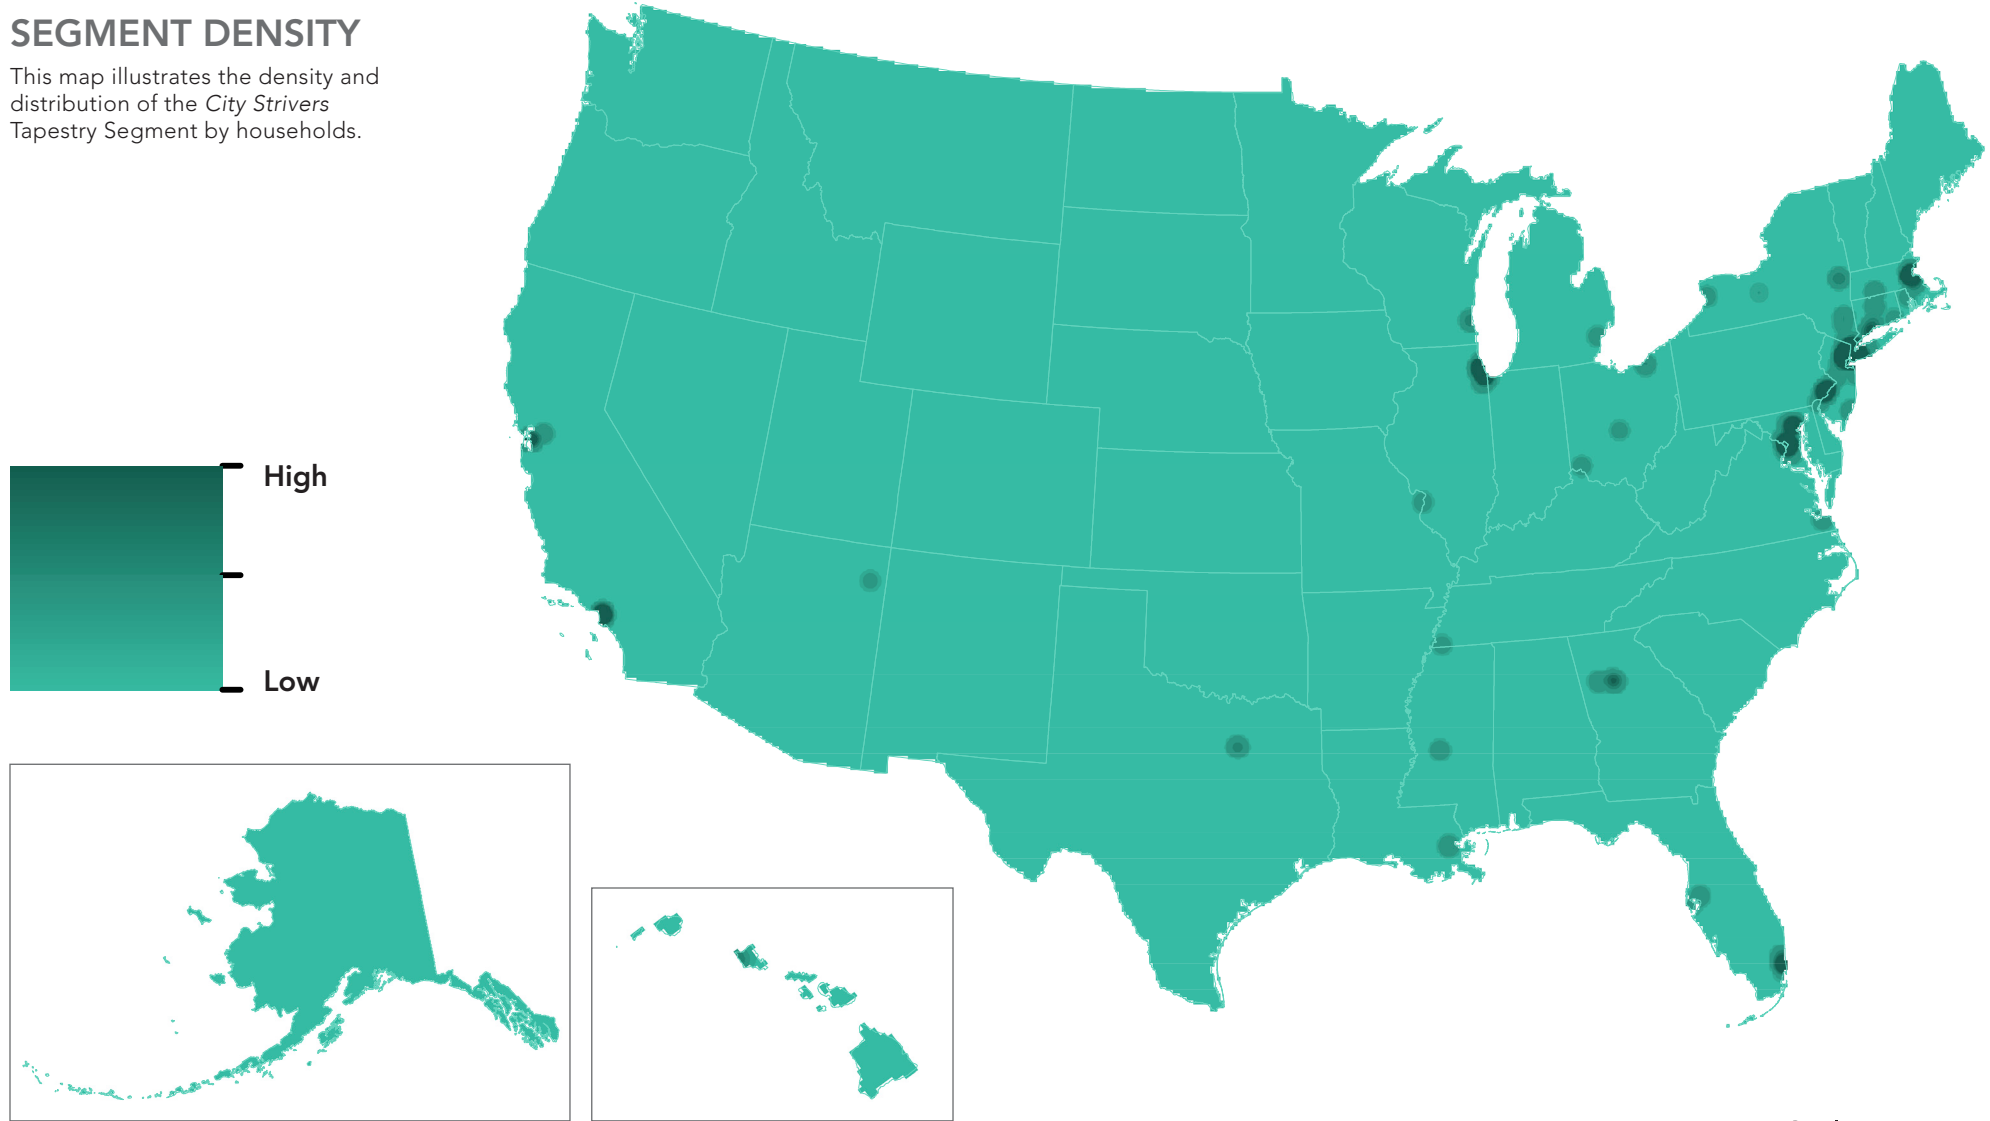 SEGMENT DENSITY
This map illustrates the density and
distribution of the City Strivers
Tapestry Segment by households.
High
Low